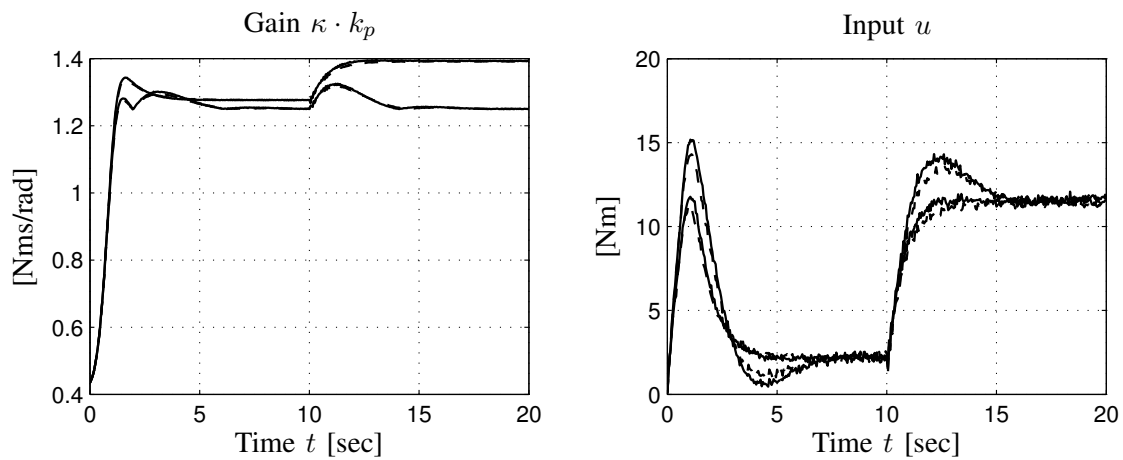 Gain κ · k_p
1.4
1.2
1
0.8
0.6
0.4
[Nms/rad]
0 5 10 15 20
Time t [sec]
Input u
20
15
10
5
0
[Nm]
0 5 10 15 20
Time t [sec]